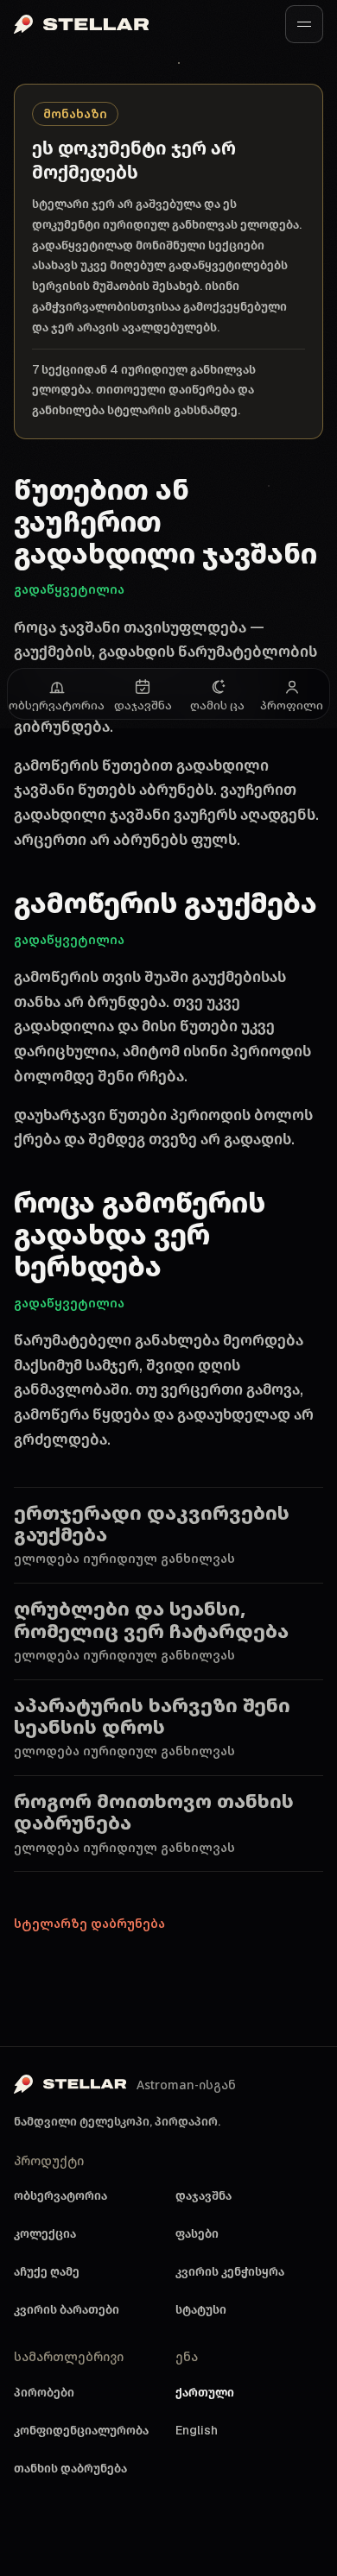 STELLAR
მონახაზი
ეს დოკუმენტი ჯერ არ
მოქმედებს
სტელარი ჯერ არ გაშვებულა და ეს
დოკუმენტი იურიდიულ განხილვას ელოდება.
გადაწყვეტილად მონიშნული სექციები
ასახავს უკვე მიღებულ გადაწყვეტილებებს
სერვისის მუშაობის შესახებ. ისინი
გამჭვირვალობისთვისაა გამოქვეყნებული
და ჯერ არავის ავალდებულებს.
7 სექციიდან 4 იურიდიულ განხილვას
ელოდება. თითოეული დაიწერება და
განიხილება სტელარის გახსნამდე.
წუთებით ან
ვაუჩერით
გადახდილი ჯავშანი
გადაწყვეტილია
როცა ჯავშანი თავისუფლდება —
გაუქმების, გადახდის წარუმატებლობის
ობსერვატორია
დაჯავშნა
ღამის ცა
პროფილი
გიბრუნდება.
გამოწერის წუთებით გადახდილი
ჯავშანი წუთებს აბრუნებს. ვაუჩერით
გადახდილი ჯავშანი ვაუჩერს აღადგენს.
არცერთი არ აბრუნებს ფულს.
გამოწერის გაუქმება
გადაწყვეტილია
გამოწერის თვის შუაში გაუქმებისას
თანხა არ ბრუნდება. თვე უკვე
გადახდილია და მისი წუთები უკვე
დარიცხულია, ამიტომ ისინი პერიოდის
ბოლომდე შენი რჩება.
დაუხარჯავი წუთები პერიოდის ბოლოს
ქრება და შემდეგ თვეზე არ გადადის.
როცა გამოწერის
გადახდა ვერ
ხერხდება
გადაწყვეტილია
წარუმატებელი განახლება მეორდება
მაქსიმუმ სამჯერ, შვიდი დღის
განმავლობაში. თუ ვერცერთი გამოვა,
გამოწერა წყდება და გადაუხდელად არ
გრძელდება.
ერთჯერადი დაკვირვების
გაუქმება
ელოდება იურიდიულ განხილვას
ღრუბლები და სეანსი,
რომელიც ვერ ჩატარდება
ელოდება იურიდიულ განხილვას
აპარატურის ხარვეზი შენი
სეანსის დროს
ელოდება იურიდიულ განხილვას
როგორ მოითხოვო თანხის
დაბრუნება
ელოდება იურიდიულ განხილვას
სტელარზე დაბრუნება
STELLAR Astroman-ისგან
ნამდვილი ტელესკოპი, პირდაპირ.
პროდუქტი
ობსერვატორია
დაჯავშნა
კოლექცია
ფასები
აჩუქე ღამე
კვირის კენჭისყრა
კვირის ბარათები
სტატუსი
სამართლებრივი
ენა
პირობები
ქართული
კონფიდენციალურობა
English
თანხის დაბრუნება